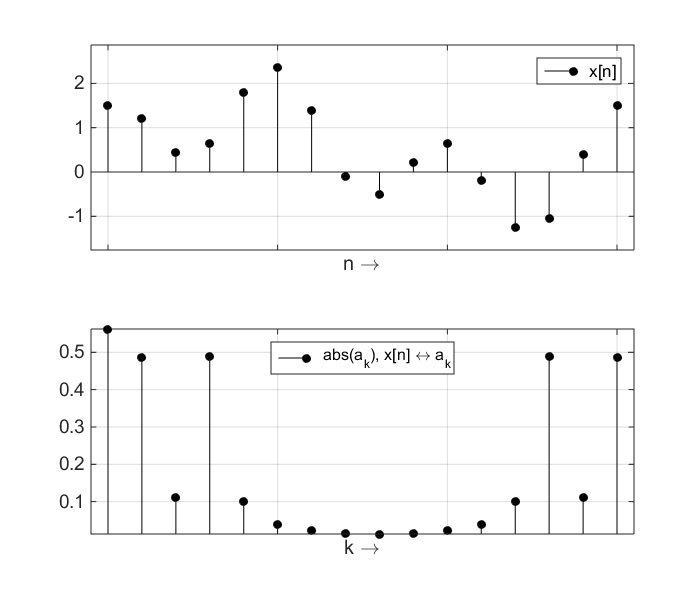 2
1
0
-1
x[n]
n →
0.5
0.4
0.3
0.2
0.1
abs(a_k), x[n] ↔ a_k
k →